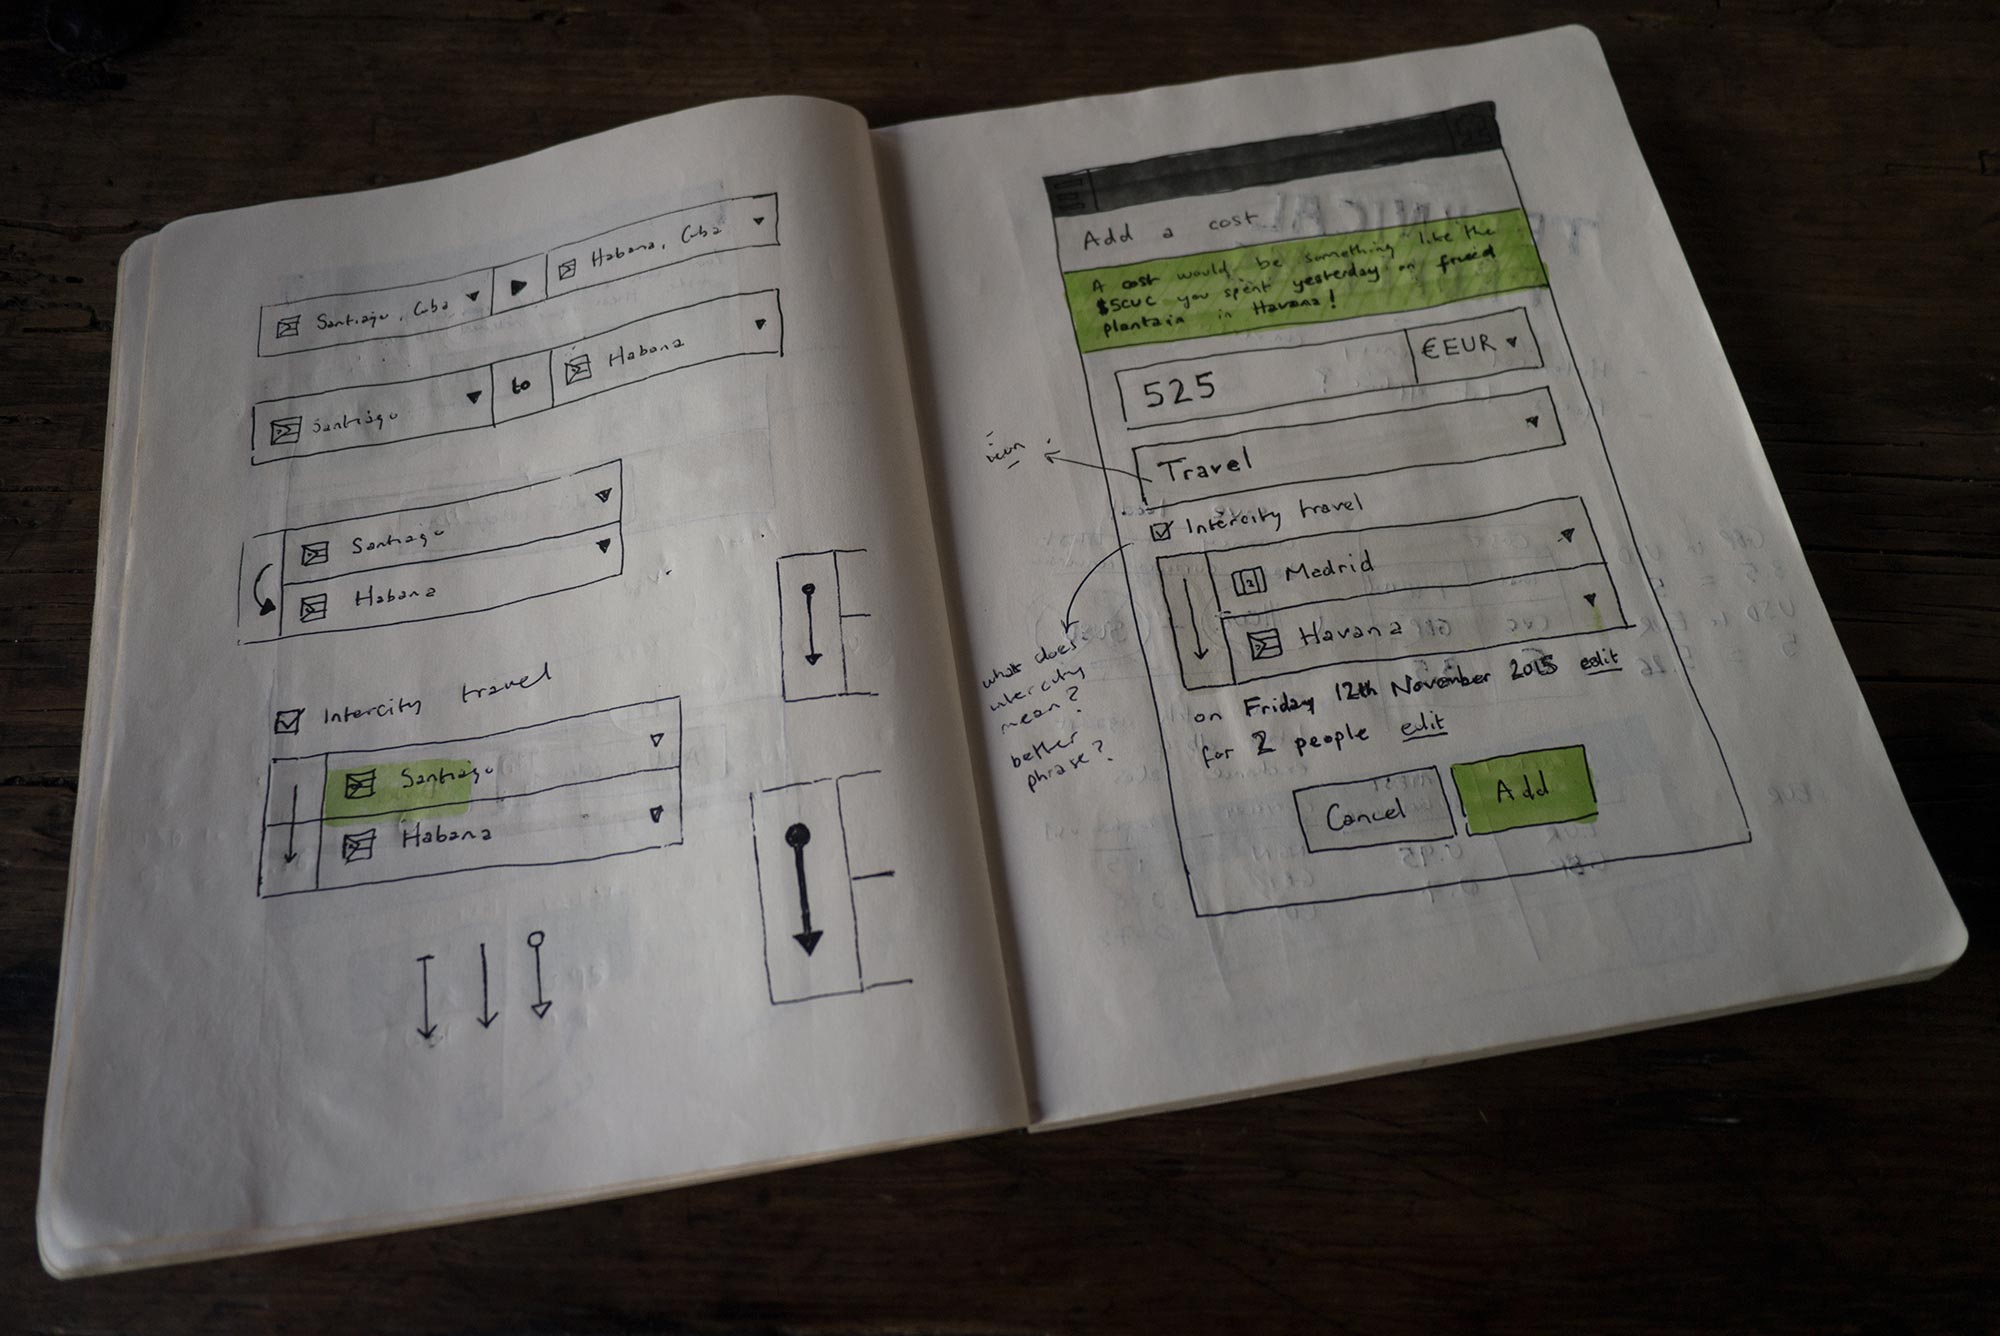 Santiago, Cuba
Habana, Cuba
Santiago
to
Habana
Santiago
Habana
Intercity travel
Santiago
Habana
Add a cost
A cost would be something like the
$5CUC you spent yesterday on
plantain in Havana!
525
€EUR
icon
Travel
Intercity travel
Madrid
Havana
what does
intercity
mean?
better
phrase?
on Friday 12th November 2015 edit
for 2 people edit
Cancel
Add